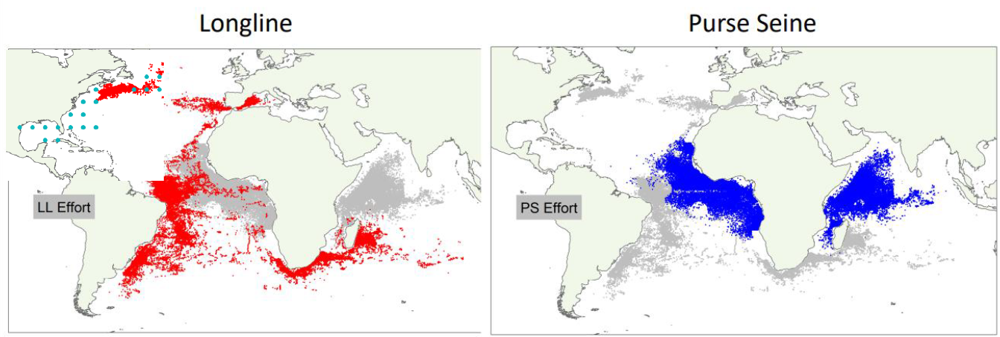 Longline
Purse Seine
LL Effort
PS Effort